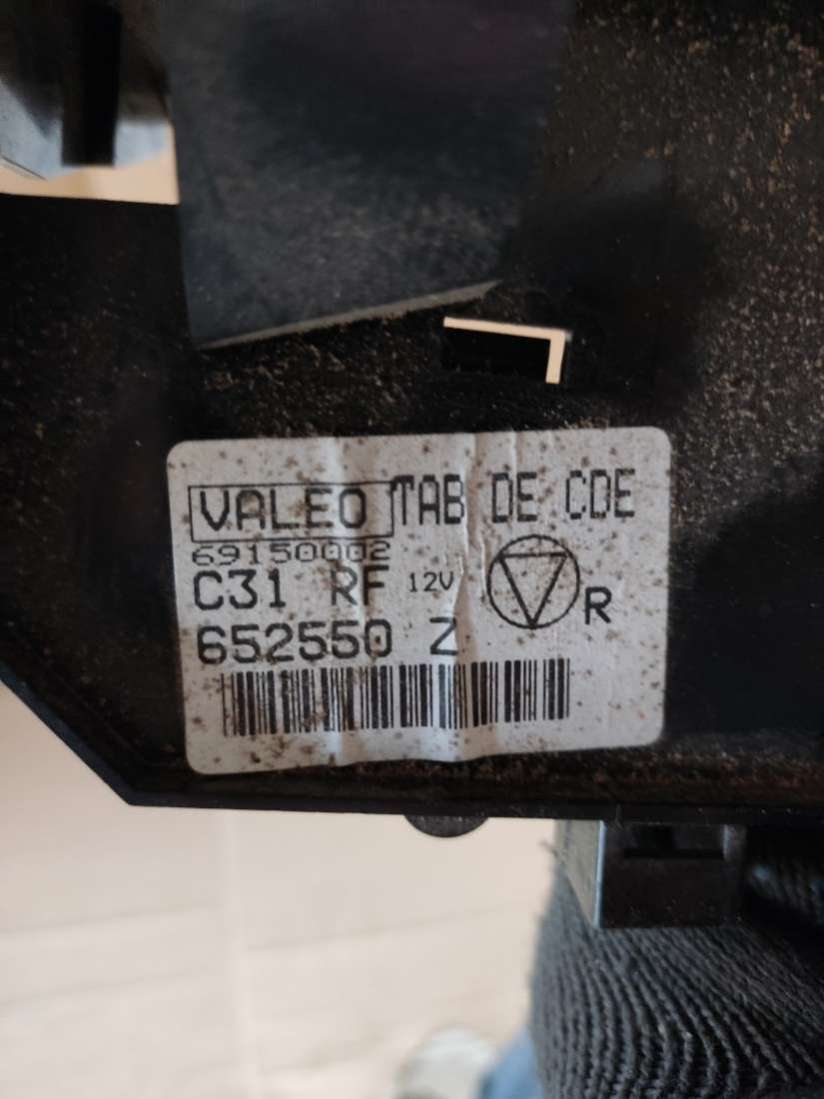 VALEO TAB DE CDE
69150002
C31 RF 12V
R
652550 Z